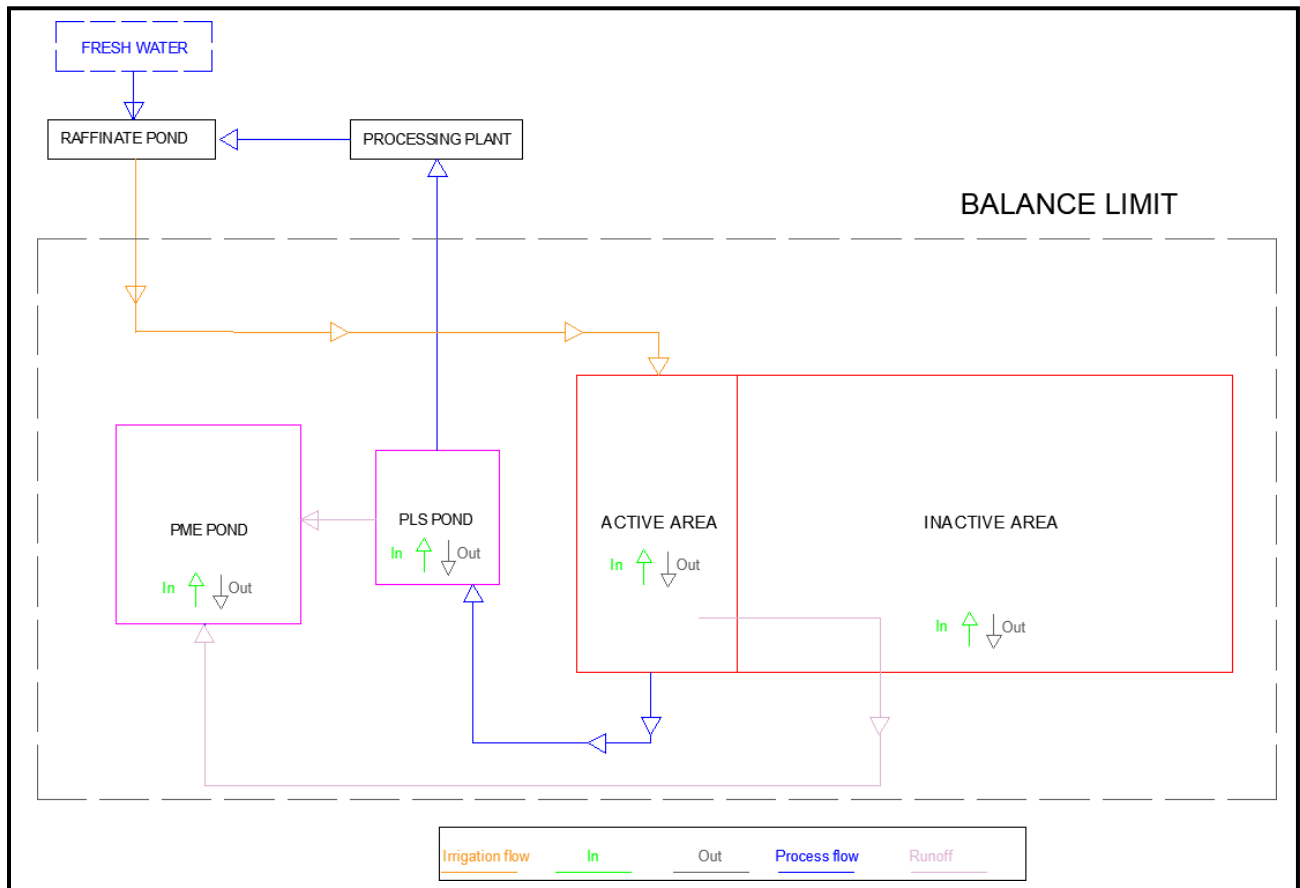 FRESH WATER
RAFFINATE POND
PROCESSING PLANT
BALANCE LIMIT
PME POND
In
Out
PLS POND
In
Out
ACTIVE AREA
In
Out
INACTIVE AREA
In
Out
Irrigation flow
In
Out
Process flow
Runoff